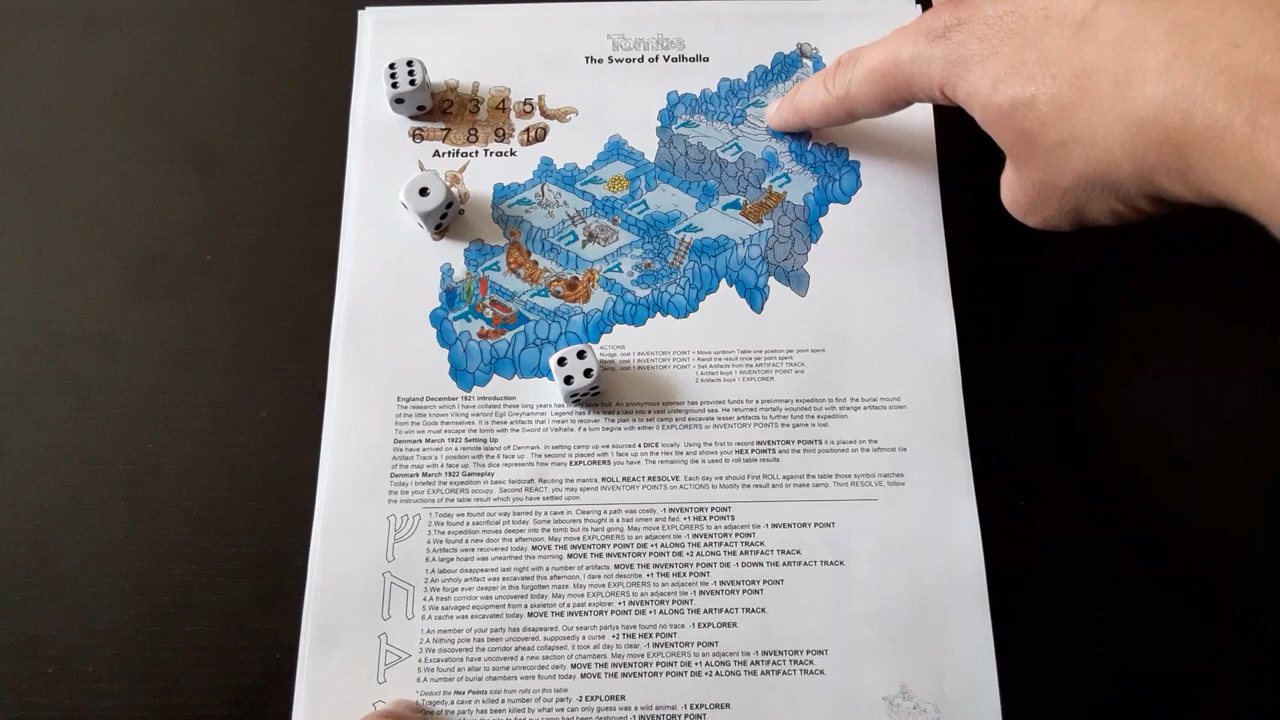 Tombs
The Sword of Valhalla
2 3 4 5
6 7 8 9 10
Artifact Track
ACTIONS
Nudge, cost 1 INVENTORY POINT = Move up/down Table one position per point spent.
Reroll, cost 1 INVENTORY POINT = Reroll the result once per point spent.
Camp, cost 1 INVENTORY POINT = Sell Artifacts from the ARTIFACT TRACK,
1 Artifact buys 1 INVENTORY POINT and
2 Artifacts buys 1 EXPLORER.
England December 1921 Introduction
The research which I have collated these long years has bore fruit. An anonymous sponsor has provided funds for a preliminary expedition to find the burial mound
of the little known Viking warlord Egil Greyhammer. Legend has it he lead a raid into a vast underground sea. He returned mortally wounded but with strange artifacts stolen
from the Gods themselves. It is these artifacts that I mean to recover. The plan is to set camp and excavate lesser artifacts to further fund the expedition.
To win we must escape the tomb with the Sword of Valhalla, if a turn begins with either 0 EXPLORERS or INVENTORY POINTS the game is lost.
Denmark March 1922 Setting Up
We have arrived on a remote island off Denmark. In setting camp up we sourced 4 DICE locally. Using the first to record INVENTORY POINTS it is placed on the
Artifact Track's 1 position with the 6 face up. The second is placed with 1 face up on the Hex tile and shows your HEX POINTS and the third positioned on the leftmost tile
of the map with 4 face up. This dice represents how many EXPLORERS you have. The remaining die is used to roll table results.
Denmark March 1922 Gameplay
Today I briefed the expedition in basic fieldcraft. Reciting the mantra, ROLL,REACT,RESOLVE. Each day we should First ROLL against the table those symbol matches
the tile your EXPLORERS occupy. Second REACT, you may spend INVENTORY POINTS on ACTIONS to Modify the result and or make camp. Third RESOLVE, follow
the instructions of the table result which you have settled upon.
1.Today we found our way barred by a cave in. Clearing a path was costly, -1 INVENTORY POINT.
2.We found a sacrificial pit today. Some labourers thought is a bad omen and fled. +1 HEX POINTS
3.The expedition moves deeper into the tomb but its hard going. May move EXPLORERS to an adjacent tile -1 INVENTORY POINT.
4.We found a new door this afternoon. May move EXPLORERS to an adjacent tile -1 INVENTORY POINT.
5.Artifacts were recovered today. MOVE THE INVENTORY POINT DIE +1 ALONG THE ARTIFACT TRACK.
6.A large hoard was unearthed this morning. MOVE THE INVENTORY POINT DIE +2 ALONG THE ARTIFACT TRACK.
1.A labour disappeared last night with a number of artifacts. MOVE THE INVENTORY POINT DIE -1 DOWN THE ARTIFACT TRACK.
2.An unholy artifact was excavated this afternoon, I dare not describe. +1 THE HEX POINT.
3.We forge ever deeper in this forgotten maze. May move EXPLORERS to an adjacent tile -1 INVENTORY POINT.
4.A fresh corridor was uncovered today. May move EXPLORERS to an adjacent tile -1 INVENTORY POINT.
5.We salvaged equipment from a skeleton of a past explorer. +1 INVENTORY POINT.
6.A cache was excavated today. MOVE THE INVENTORY POINT DIE +1 ALONG THE ARTIFACT TRACK.
1.An member of your party has disapeared, Our search partys have found no trace. -1 EXPLORER.
2.A Nithing pole has been uncovered, supposedly a curse . +2 THE HEX POINT.
3.We discovered the corridor ahead collapsed, it took all day to clear. -1 INVENTORY POINT.
4.Excavations have uncovered a new section of chambers. May move EXPLORERS to an adjacent tile -1 INVENTORY POINT
5.We found an altar to some unrecorded deity. MOVE THE INVENTORY POINT DIE +1 ALONG THE ARTIFACT TRACK.
6.A number of burial chambers were found today. MOVE THE INVENTORY POINT DIE +2 ALONG THE ARTIFACT TRACK.
* Deduct the Hex Points total from rolls on this table.
1.Tragedy,a cave in killed a number of our party. -2 EXPLORER.
One of the party has been killed by what we can only guess was a wild animal. -1 EXPLORER.
site to find our camp had been destroyed -1 INVENTORY POINT